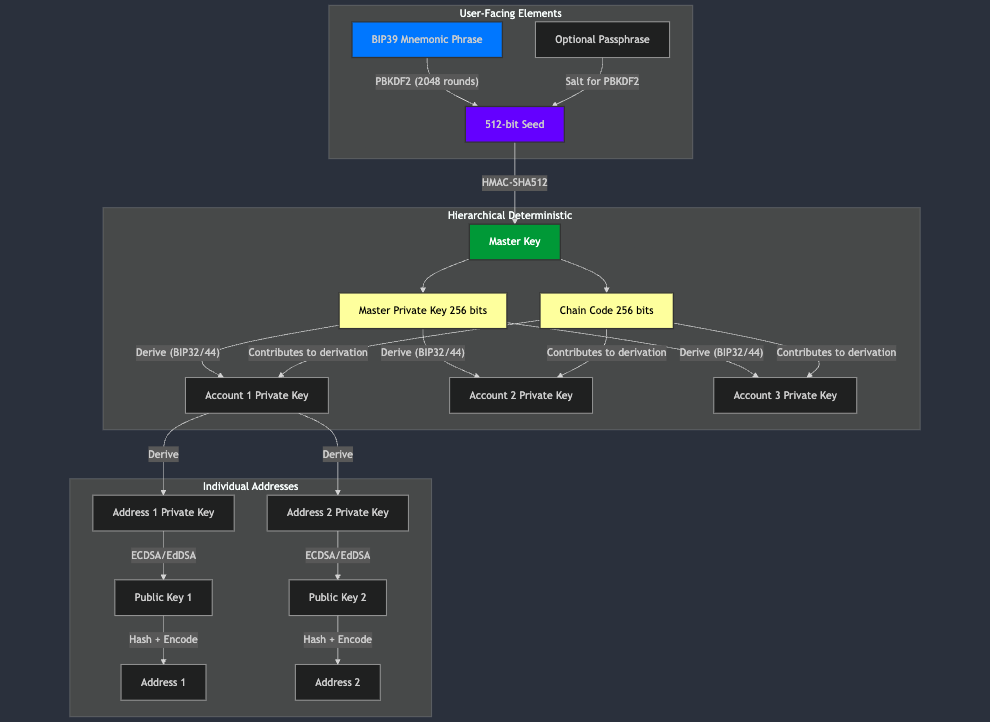 User-Facing Elements
BIP39 Mnemonic Phrase
Optional Passphrase
PBKDF2 (2048 rounds)
Salt for PBKDF2
512-bit Seed
HMAC-SHA512
Hierarchical Deterministic
Master Key
Master Private Key 256 bits
Chain Code 256 bits
Derive (BIP32/44)
Contributes to derivation
Derive (BIP32/44)
Contributes to derivation
Derive (BIP32/44)
Contributes to derivation
Account 1 Private Key
Account 2 Private Key
Account 3 Private Key
Derive
Derive
Individual Addresses
Address 1 Private Key
Address 2 Private Key
ECDSA/EdDSA
ECDSA/EdDSA
Public Key 1
Public Key 2
Hash + Encode
Hash + Encode
Address 1
Address 2